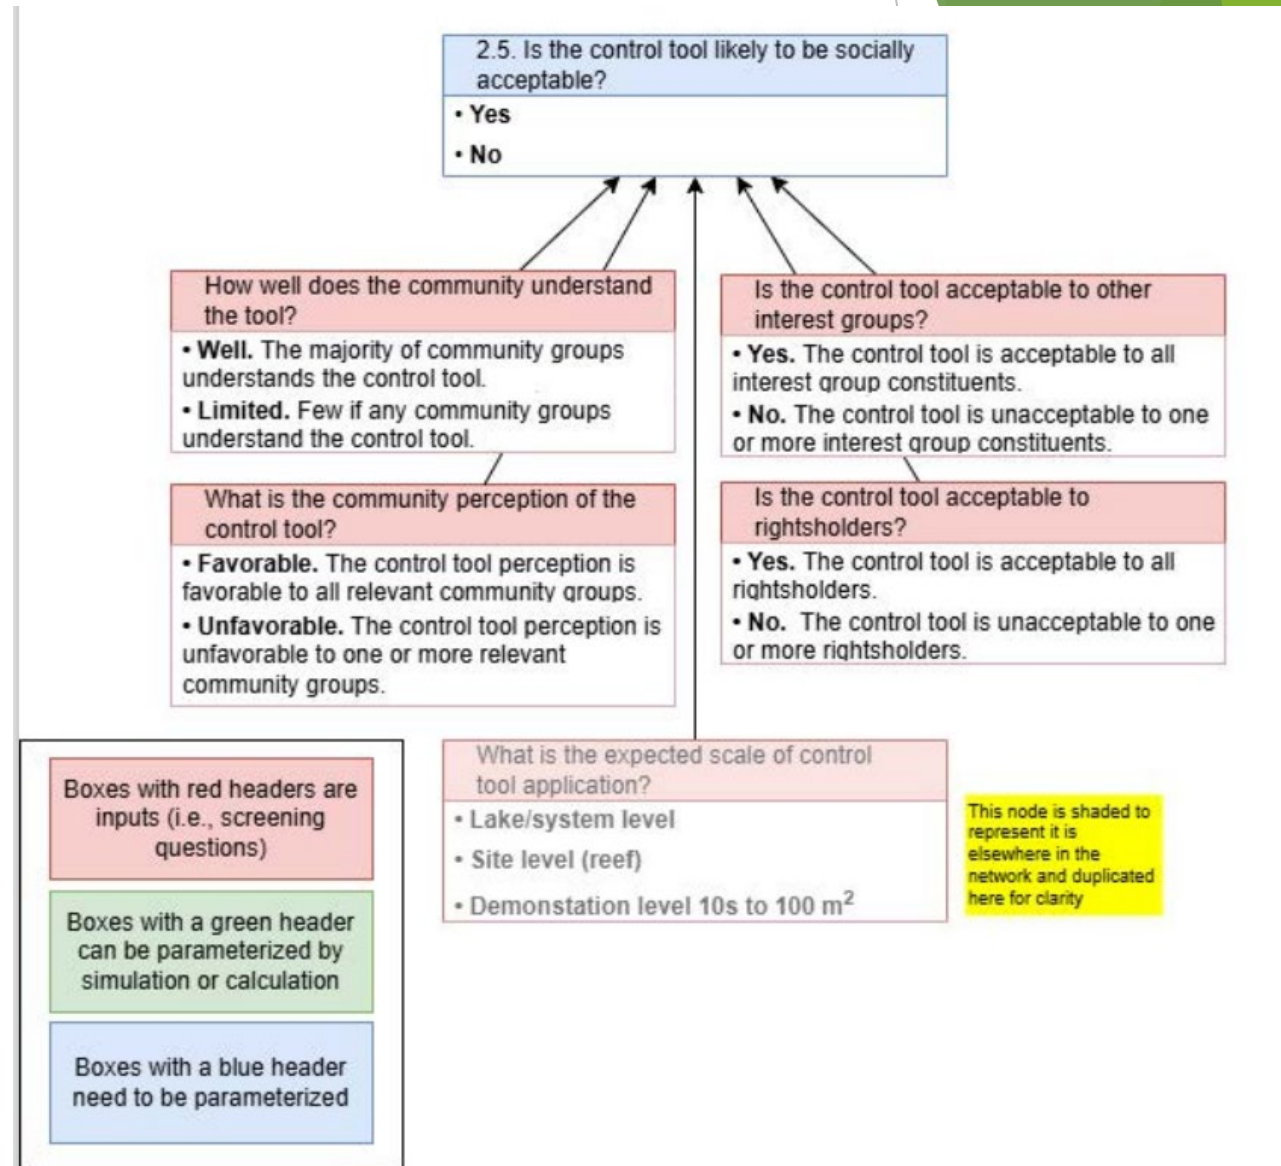 2.5. Is the control tool likely to be socially
acceptable?
• Yes
• No
How well does the community understand
the tool?
• Well. The majority of community groups
understands the control tool.
• Limited. Few if any community groups
understand the control tool.
Is the control tool acceptable to other
interest groups?
• Yes. The control tool is acceptable to all
interest group constituents.
• No. The control tool is unacceptable to one
or more interest group constituents.
What is the community perception of the
control tool?
• Favorable. The control tool perception is
favorable to all relevant community groups.
• Unfavorable. The control tool perception is
unfavorable to one or more relevant
community groups.
Is the control tool acceptable to
rightsholders?
• Yes. The control tool is acceptable to all
rightsholders.
• No. The control tool is unacceptable to one
or more rightsholders.
What is the expected scale of control
tool application?
• Lake/system level
• Site level (reef)
• Demonstation level 10s to 100 m²
This node is shaded to
represent it is
elsewhere in the
network and duplicated
here for clarity
Boxes with red headers are
inputs (i.e., screening
questions)
Boxes with a green header
can be parameterized by
simulation or calculation
Boxes with a blue header
need to be parameterized